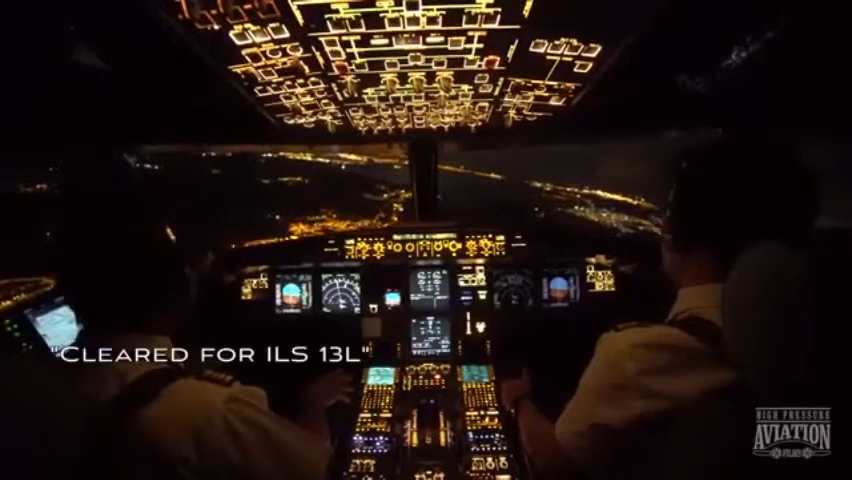 "CLEARED FOR ILS 13L"
HIGH PRESSURE
AVIATION
FILMS